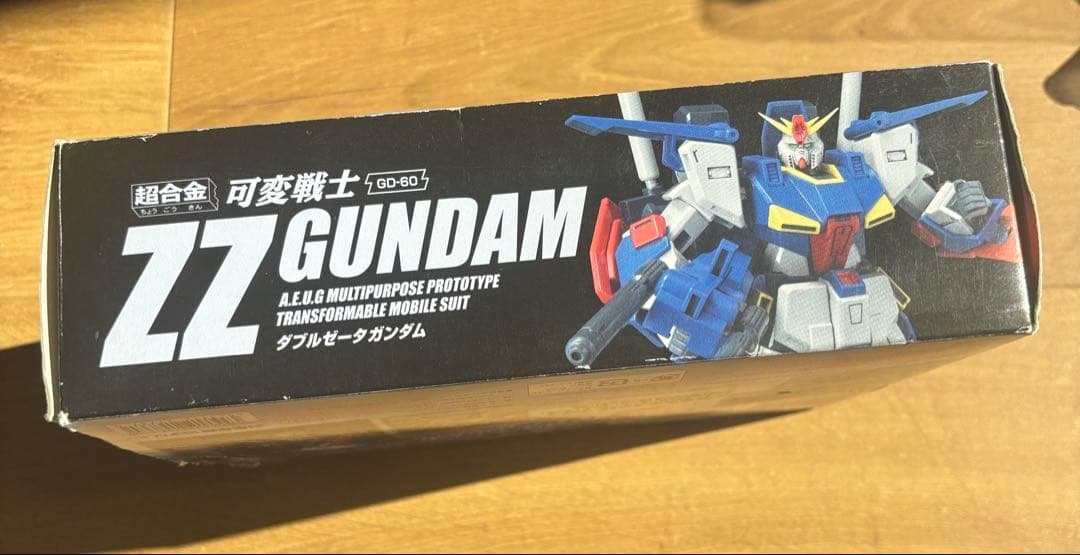 超合金
ちょうごうきん
可変戦士
GD-60
ZZ
GUNDAM
A.E.U.G MULTIPURPOSE PROTOTYPE
TRANSFORMABLE MOBILE SUIT
ダブルゼータガンダム